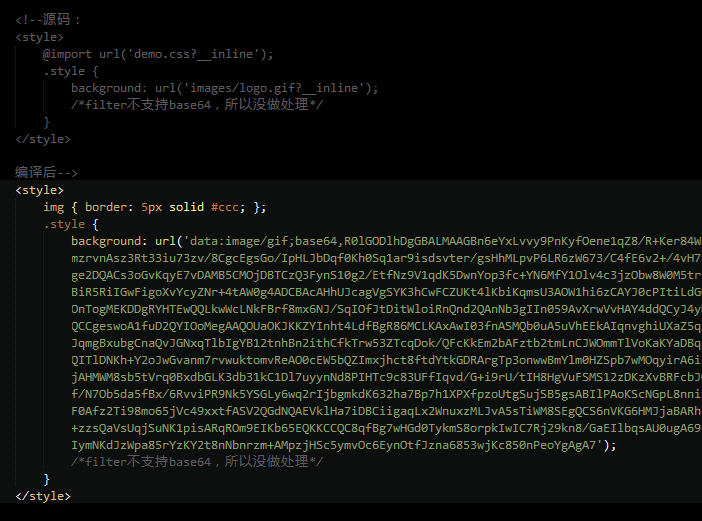 <!--源码：
<style>
@import url('demo.css?__inline');
.style {
background: url('images/logo.gif?__inline');
/*filter不支持base64，所以没做处理*/
}
</style>
编译后-->
<style>
img { border: 5px solid #ccc; };
.style {
background: url('data:image/gif;base64,R0lGODlhDgGBALMAAGBn6eYxLvvy9PnKyfOene1qZ8/R+Ker84W
mzrvnAsz3Rt33iu73zv/8CgcEgsGo/IpHLJbDqf0Kh0Sq1ar9isdsvter/gsHhMLpvP6LR6zW673/C4fE6v2+/4vH7
ge2DQACs3oGvKqyE7vDAMB5CMOjDBTCzQ3FynS10g2/EtfNz9V1qdK5DwnYop3fc+YN6MfY1Olv4c3jzObw8W0M5tr
BiR5RiIGwFigoXvYcyZNr+4tAW0g4ADCBAcAHhUJcagVgSYK3hCwFCZUKt4lKbiKqmsU3AOW1hi6zCAYJ0cPItiLdG
OnTogMEKDDgRYHTEwQQLkwWcLNkFBrf8mx6NJ/SqIOfJtDitWloiRnQnd2QAnNb3gIIn059AvXrwVvHAY4ddQCyJ4y
QCCgeswoA1fuD2QYIOoMegAAQOUaOKJKKZYInht4LdfBgR86MCLKAxAwI03fnASMQb0uA5uVhEEkAIqnvghiUXaZ5q
JqmgBxubgCnaQvJGNxqTlbIgYB12tnhBn2ithCfkTrw53ZTcqDok/QFcKkEm2bAFztb2tmLnCJWOmmTlVoKaKYaDBq
QITlDNKh+Y2oJwGvanm7rvwuktomvReAO0cEW5bQZImxjhct8ftdYtkGDRArgTp3onwwBmYlm0HZSpb7wMOqyirA6i
jAHMWM8sb5tVrq0BxdbGLK3db31kC1Dl7uyynNd8PIHTc9c83UFfIqvd/G+i9rU/tIH8HgVuFSMS12zDKzXvBRFcbJ
f/N7Ob5da5fBx/6RvviPR9Nk5YSGLy6wq2rIjbgmkdK632ha7Bp7h1XPXfpzoUtgSujSB5gsABIlPAoKScNGpL8nni
F0Afz2Ti98mo65jVc49xxtfASV2QGdNQAEVklHa7iDBCiigaqLx2WnuxzMLJvA5sTiWM8SEgQCS6nVKG6HMJjaBARh
+zzsQaVsUqjSuNK1pisARqROm9EIKb65EQKKCCQC8qfBg7wHGd0TykmS8orpkIwIC7Rj29kn8/GaEIlbqsAU0ugA69
IymNKdJzWpa85rYzKY2t8nNbnrzm+AMpzjHSc5ymvOc6EynOtfJzna6853wjKc850nPeoYgAgA7');
/*filter不支持base64，所以没做处理*/
}
</style>